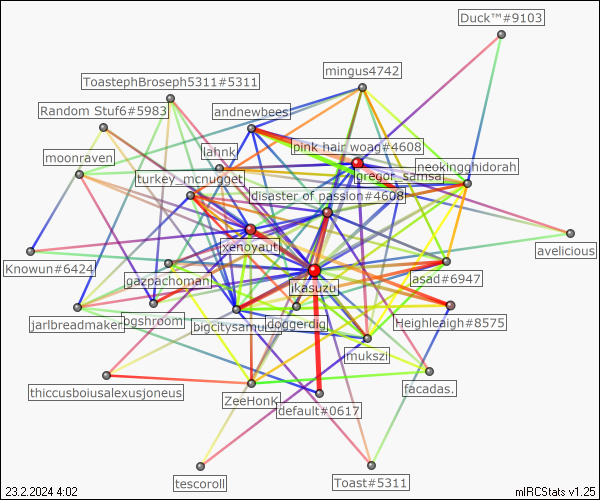 Duck™#9103
mingus4742
ToastephBroseph5311#5311
Random Stuf6#5983
andnewbees
pink hair woag#4608
lahnk
moonraven
neokingghidorah
gregor_samsa
turkey_mcnugget
disaster of passion#4608
xenoyaut
avelicious
Knowun#6424
gazpachoman
asad#6947
ikasuzu
jarlbreadmaker
boshroom
bigcitysamurai
doggerdig
Heighleaigh#8575
mukszi
thiccusboiusalexusjoneus
facadas.
ZeeHonK
default#0617
tescoroll
Toast#5311
23.2.2024 4:02
mIRCStats v1.25